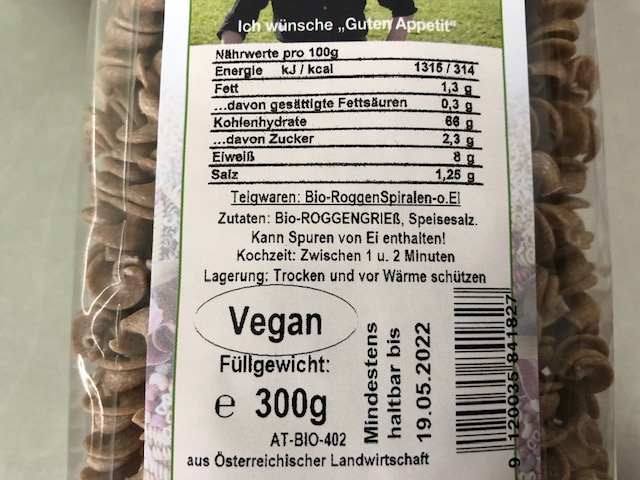 Ich wünsche „Guten Appetit“
Nährwerte pro 100g
Energie kJ / kcal 1315 / 314
Fett 1,3 g
...davon gesättigte Fettsäuren 0,3 g
Kohlenhydrate 66 g
...davon Zucker 2,3 g
Eiweiß 8 g
Salz 1,25 g
Teigwaren: Bio-RoggenSpiralen-o.Ei
Zutaten: Bio-ROGGENGRIEß, Speisesalz.
Kann Spuren von Ei enthalten!
Kochzeit: Zwischen 1 u. 2 Minuten
Lagerung: Trocken und vor Wärme schützen
Vegan
Füllgewicht:
e 300g
AT-BIO-402
aus Österreichischer Landwirtschaft
Mindestens
haltbar bis
19.05.2022
9 120035 841827